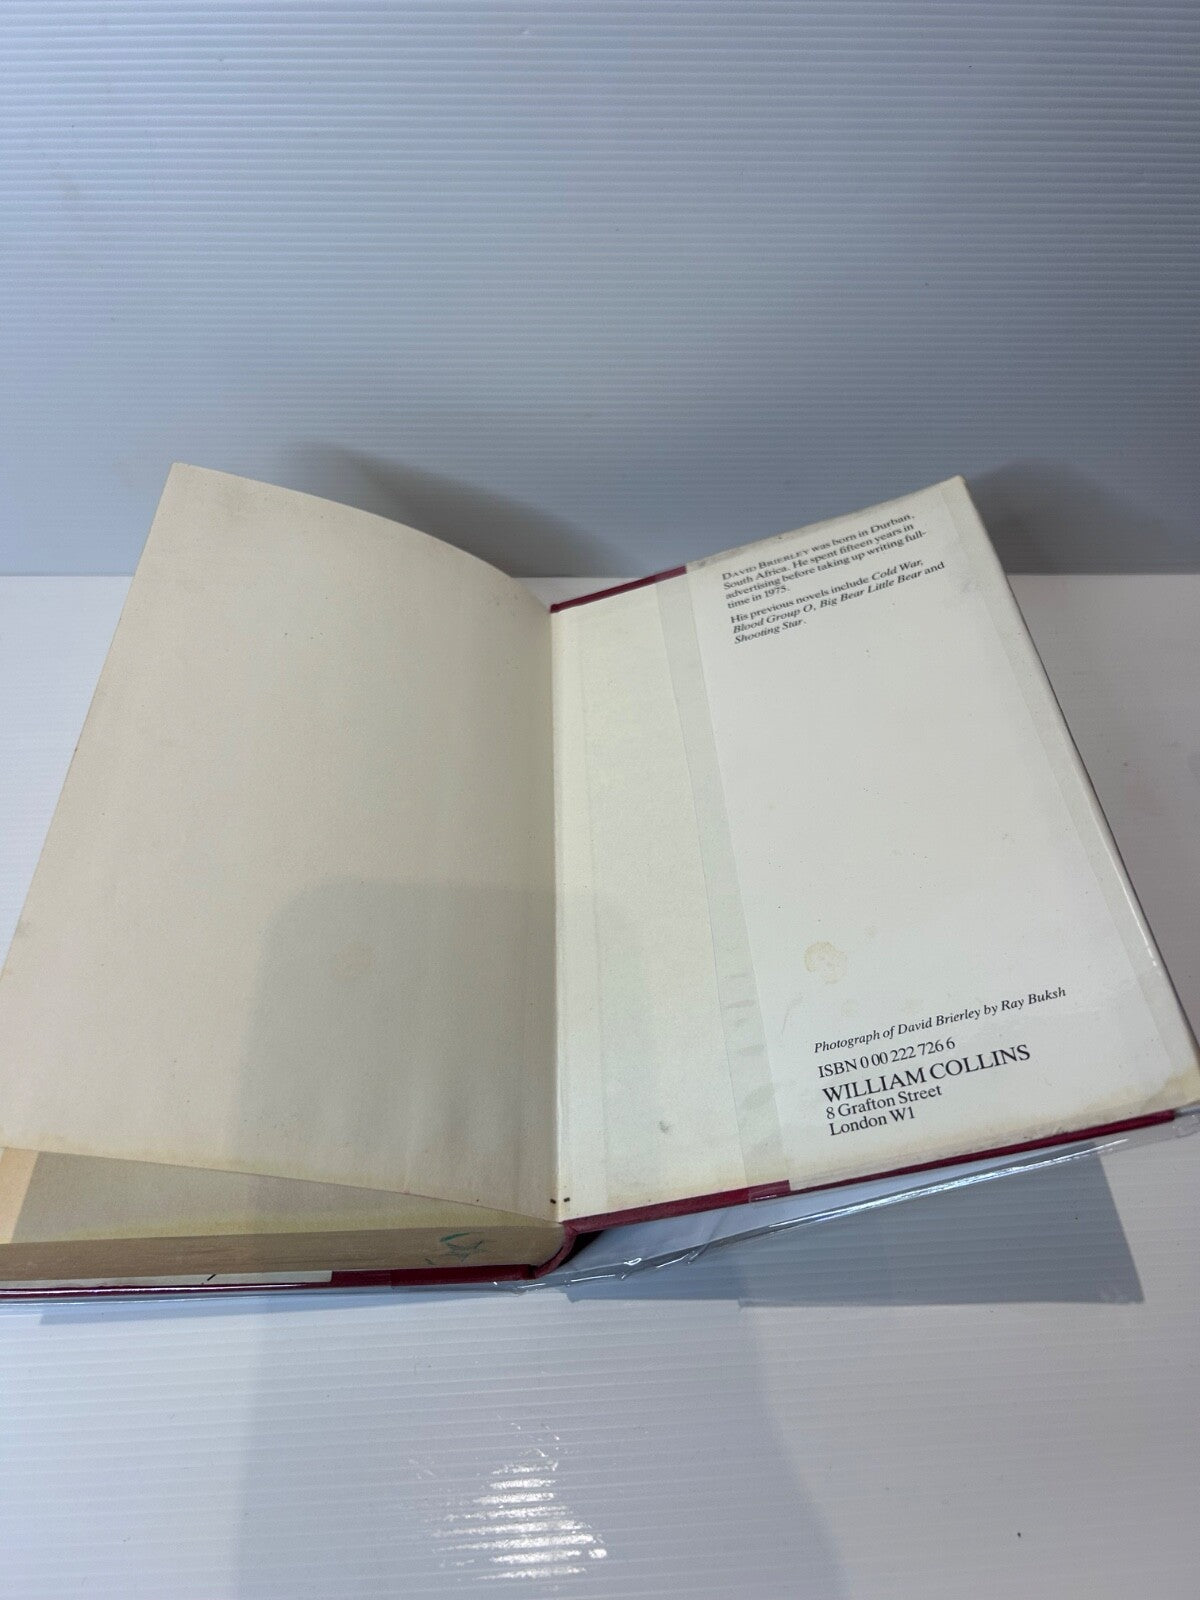 DAVID BRIERLEY was born in Durban,
South Africa. He spent fifteen years in
advertising before taking up writing full-
time in 1975.
His previous novels include Cold War,
Blood Group O, Big Bear Little Bear and
Shooting Star.
Photograph of David Brierley by Ray Buksh
ISBN 0 00 222 726 6
WILLIAM COLLINS
8 Grafton Street
London W1